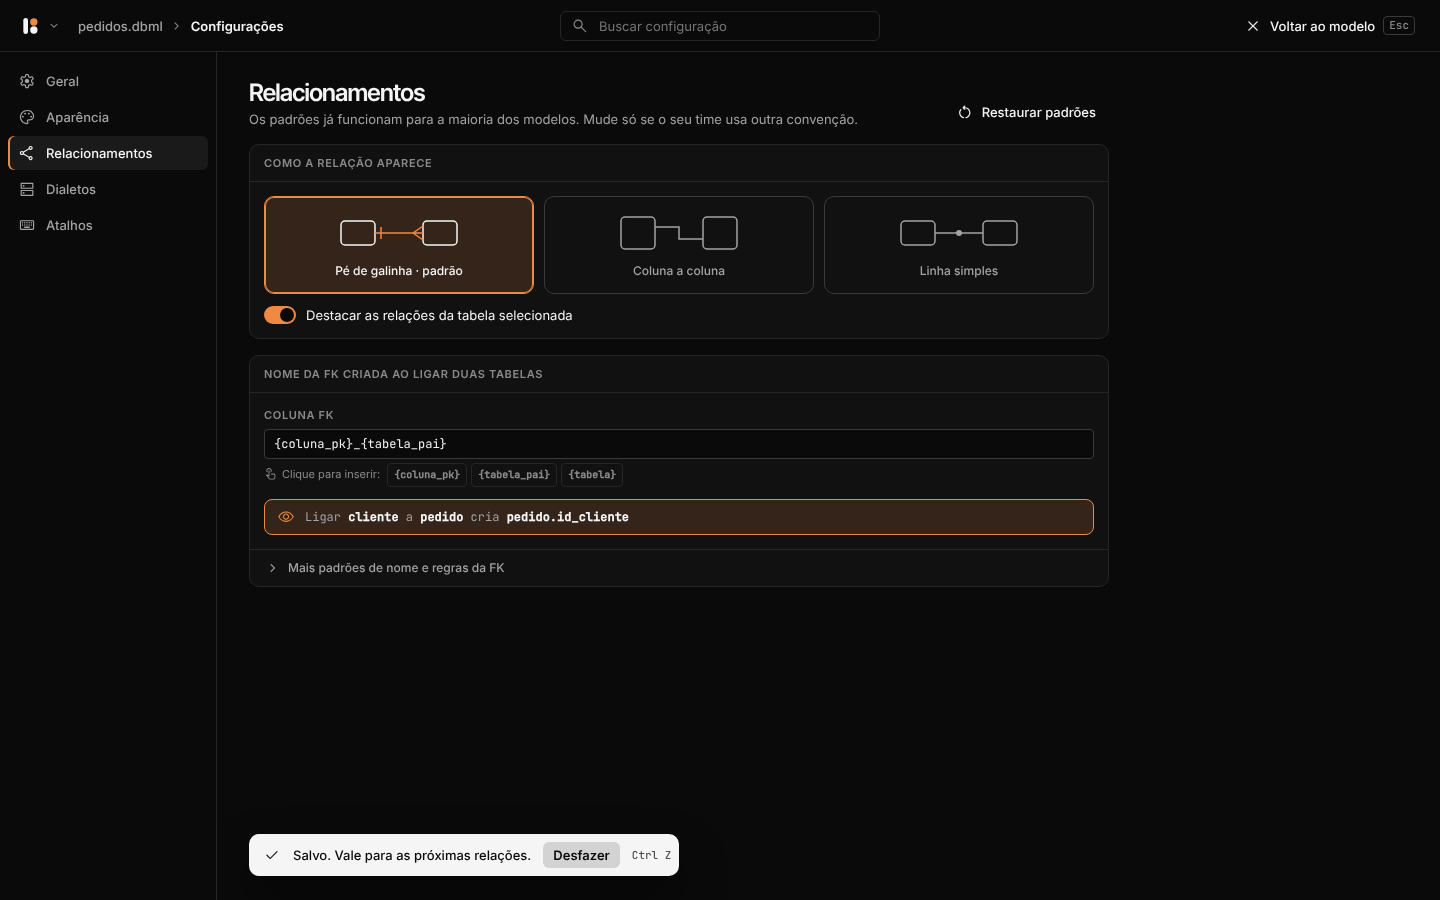 pedidos.dbml > Configurações
Buscar configuração
Voltar ao modelo Esc
Geral
Aparência
Relacionamentos
Dialetos
Atalhos
Relacionamentos
Os padrões já funcionam para a maioria dos modelos. Mude só se o seu time usa outra convenção.
Restaurar padrões
COMO A RELAÇÃO APARECE
Pé de galinha · padrão
Coluna a coluna
Linha simples
Destacar as relações da tabela selecionada
NOME DA FK CRIADA AO LIGAR DUAS TABELAS
COLUNA FK
{coluna_pk}_{tabela_pai}
Clique para inserir: {coluna_pk} {tabela_pai} {tabela}
Ligar cliente a pedido cria pedido.id_cliente
Mais padrões de nome e regras da FK
Salvo. Vale para as próximas relações. Desfazer Ctrl Z